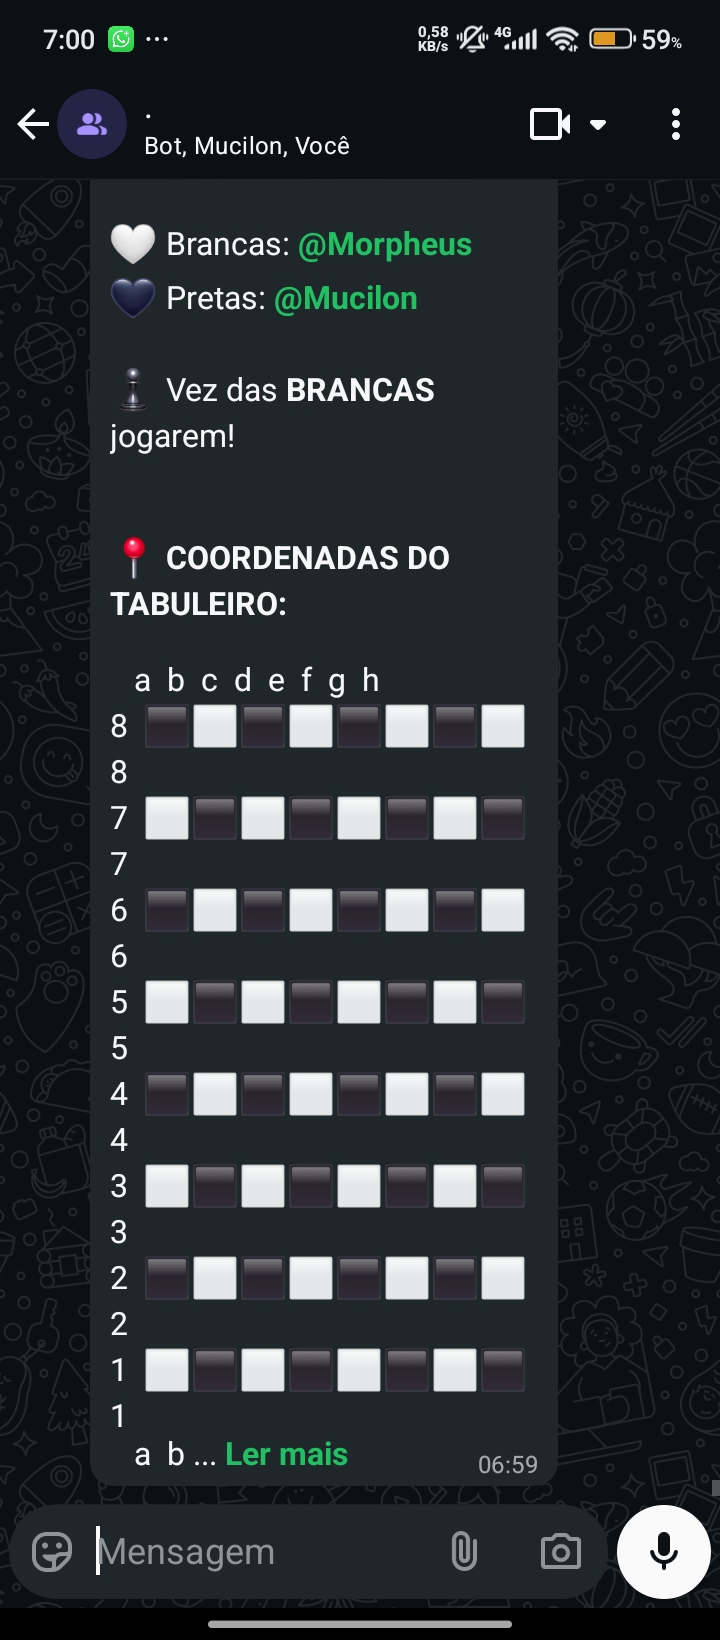 7:00 ... 0,58 KB/s 4G 59%
.
Bot, Mucilon, Você
Brancas: @Morpheus
Pretas: @Mucilon
Vez das BRANCAS
jogarem!
COORDENADAS DO
TABULEIRO:
a b c d e f g h
8
8
7
7
6
6
5
5
4
4
3
3
2
2
1
1
a b ... Ler mais 06:59
Mensagem